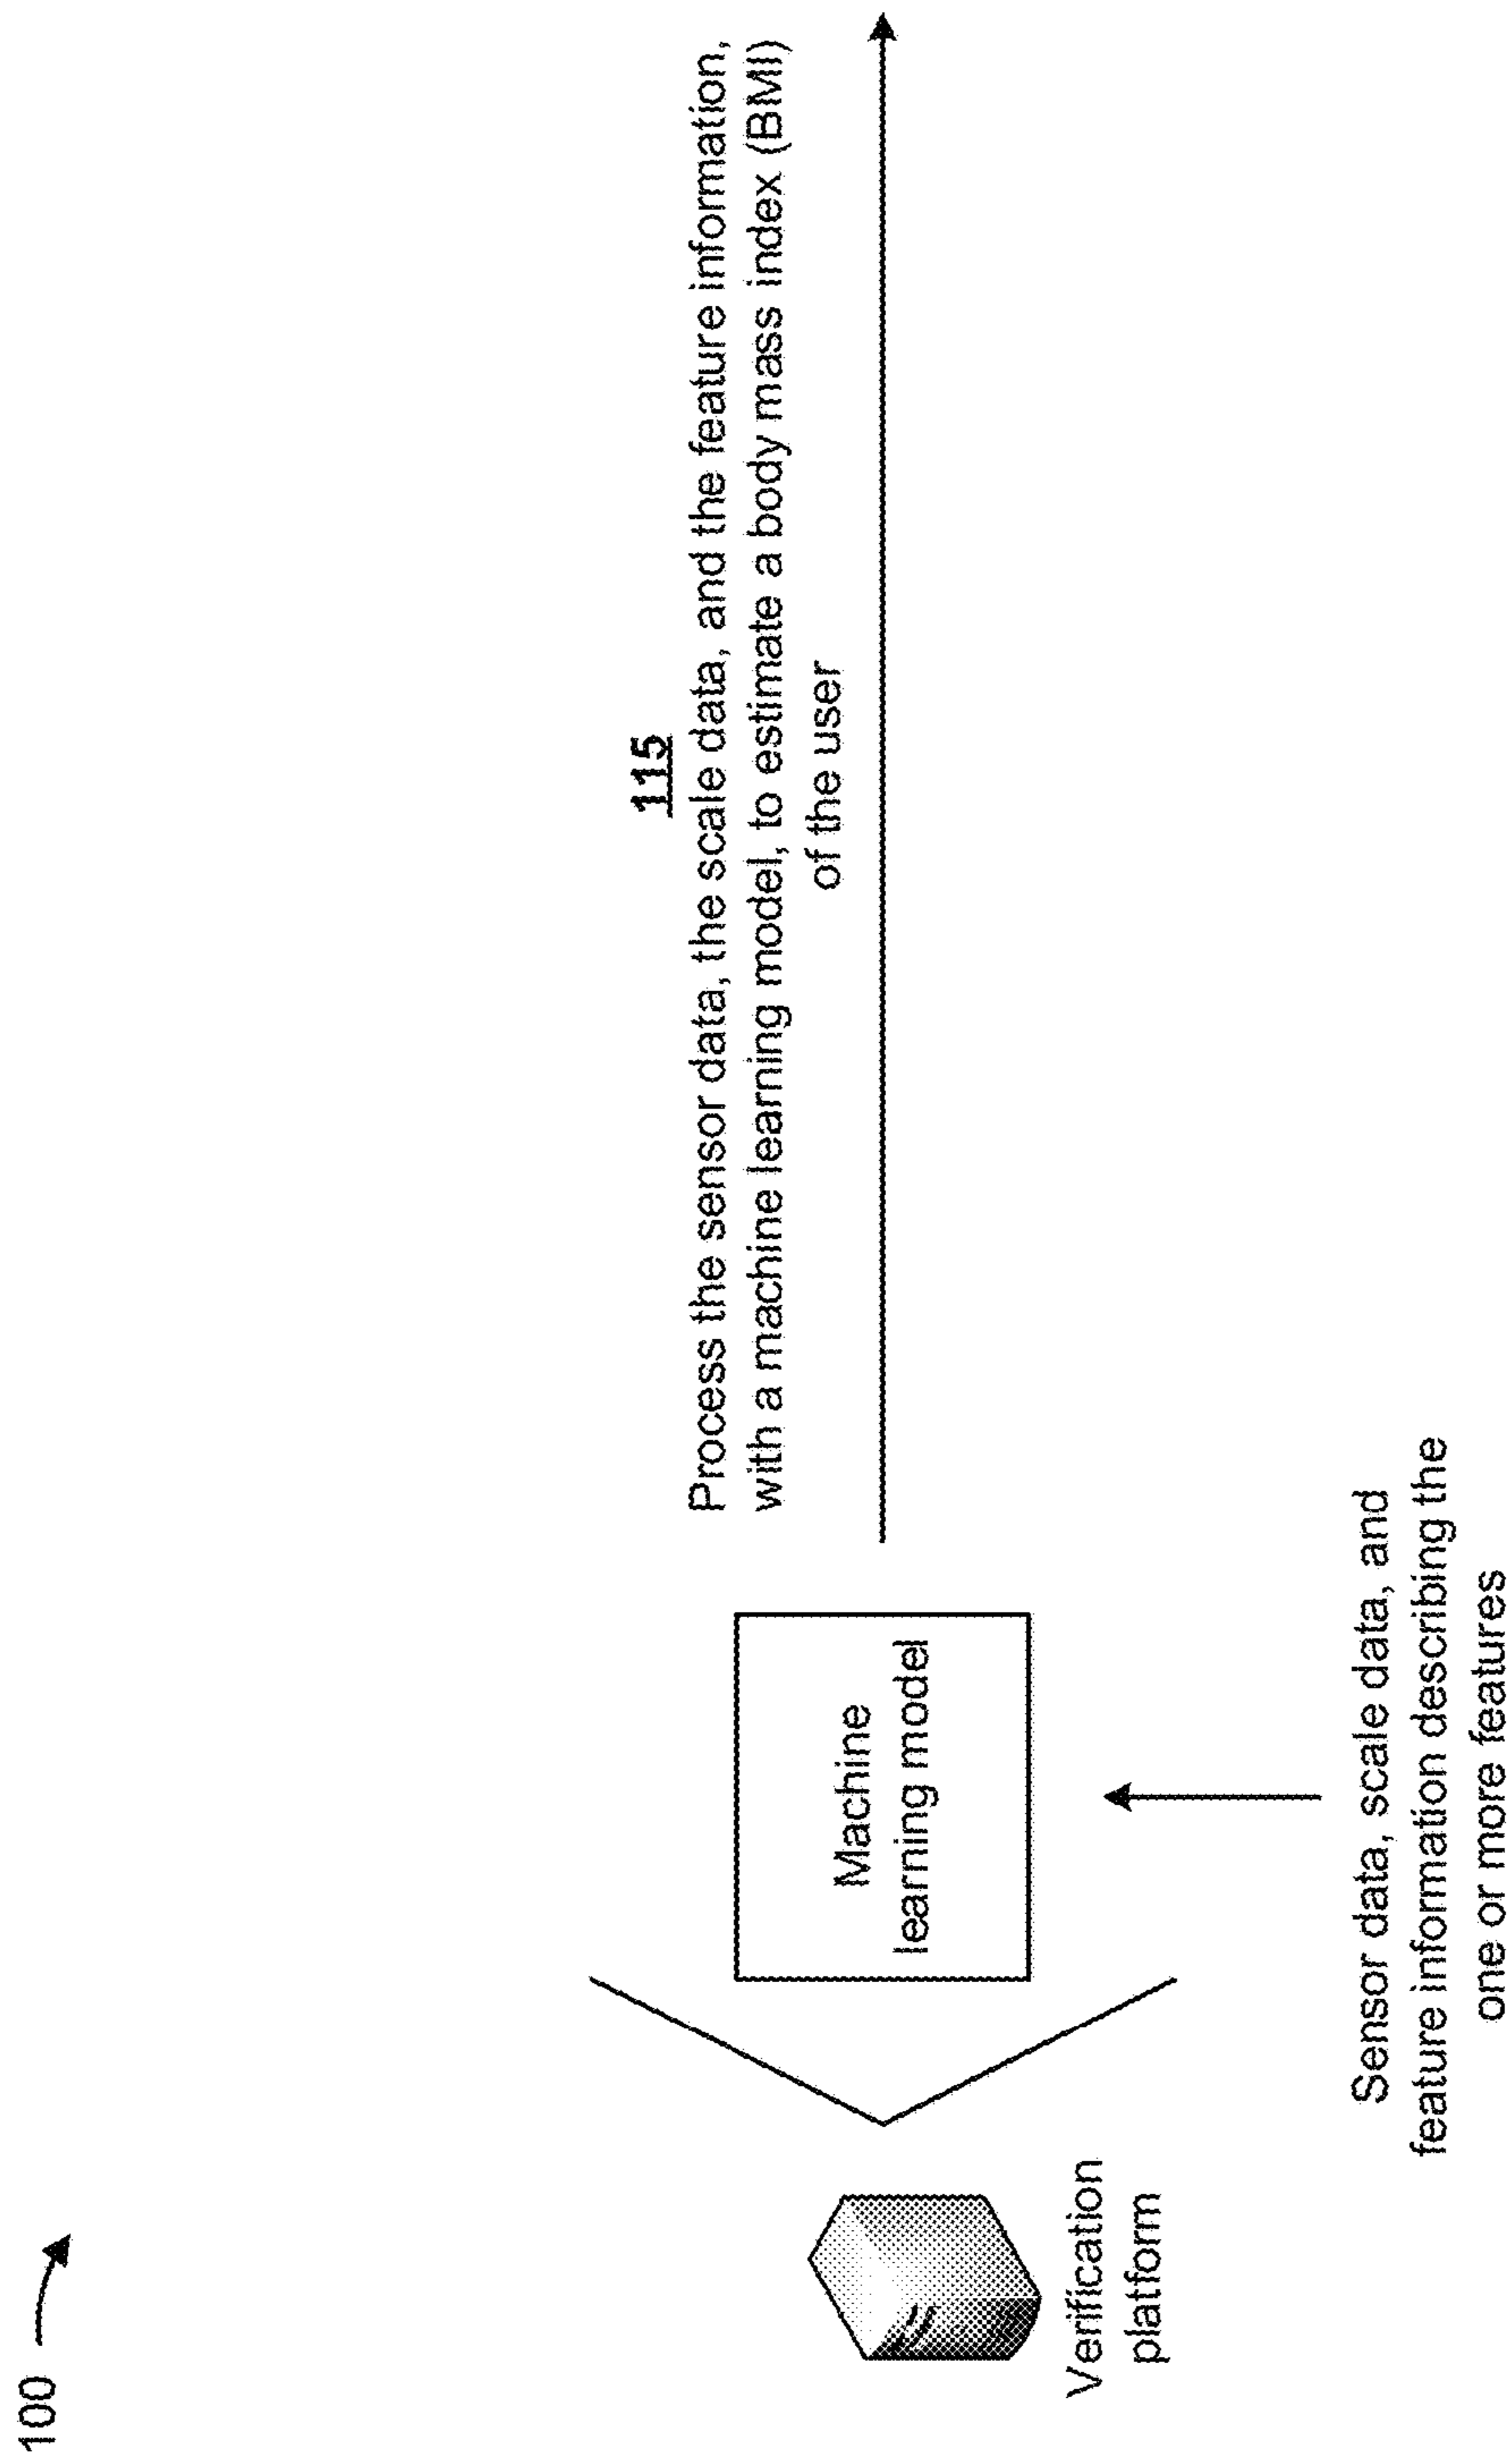 100
115
Process the sensor data, the scale data, and the feature information,
with a machine learning model, to estimate a body mass index (BMI)
of the user
Machine
learning model
Verification
platform
Sensor data, scale data, and
feature information describing the
one or more features